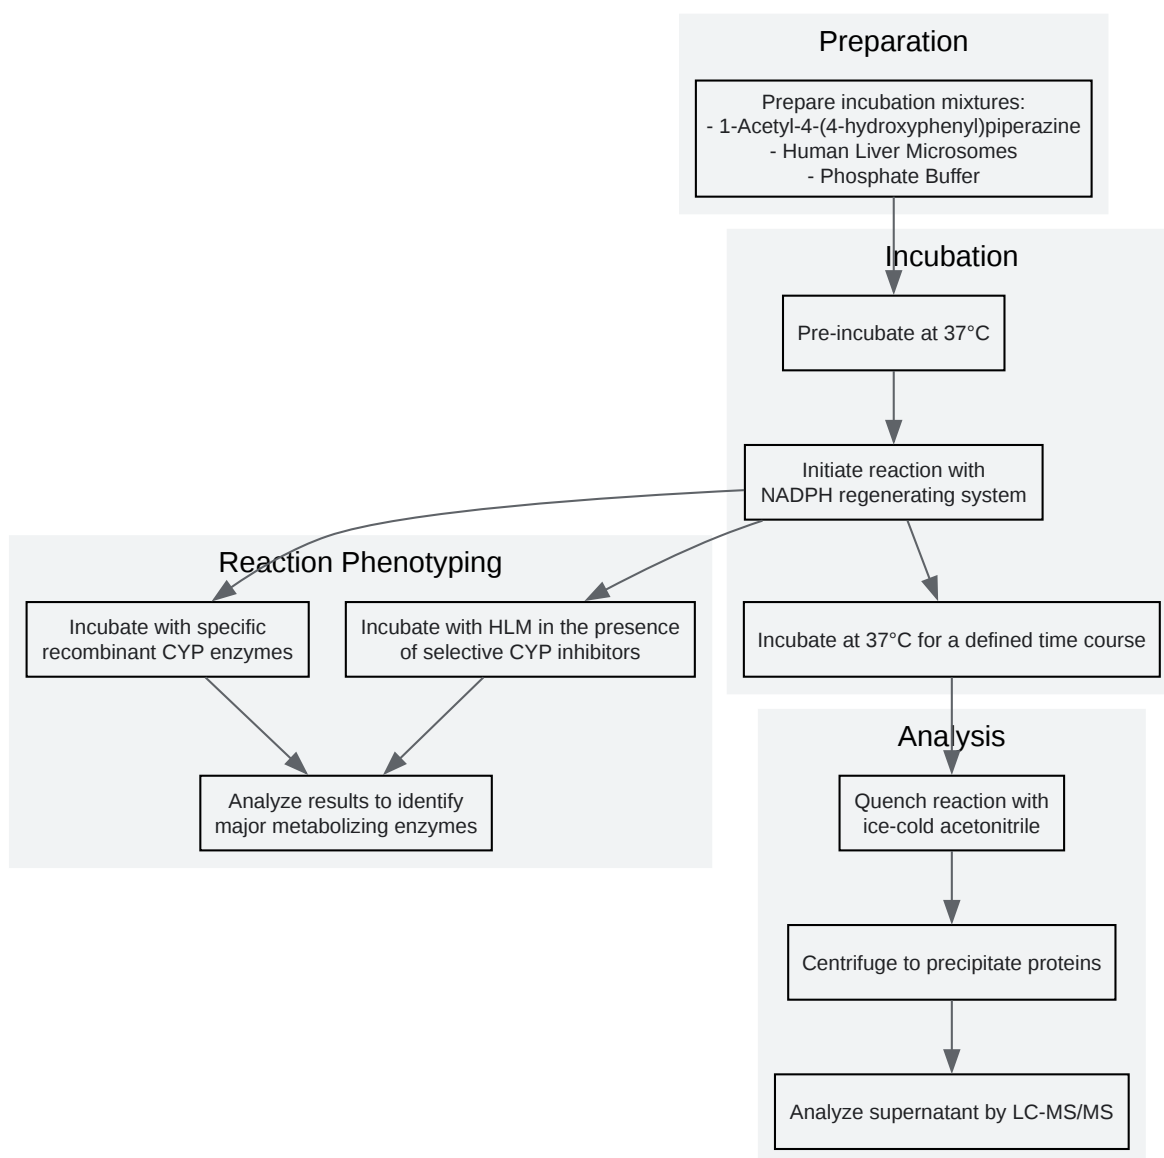 Preparation
Prepare incubation mixtures:
- 1-Acetyl-4-(4-hydroxyphenyl)piperazine
- Human Liver Microsomes
- Phosphate Buffer
Incubation
Pre-incubate at 37°C
Initiate reaction with
NADPH regenerating system
Reaction Phenotyping
Incubate with specific
recombinant CYP enzymes
Incubate with HLM in the presence
of selective CYP inhibitors
Incubate at 37°C for a defined time course
Analyze results to identify
major metabolizing enzymes
Analysis
Quench reaction with
ice-cold acetonitrile
Centrifuge to precipitate proteins
Analyze supernatant by LC-MS/MS